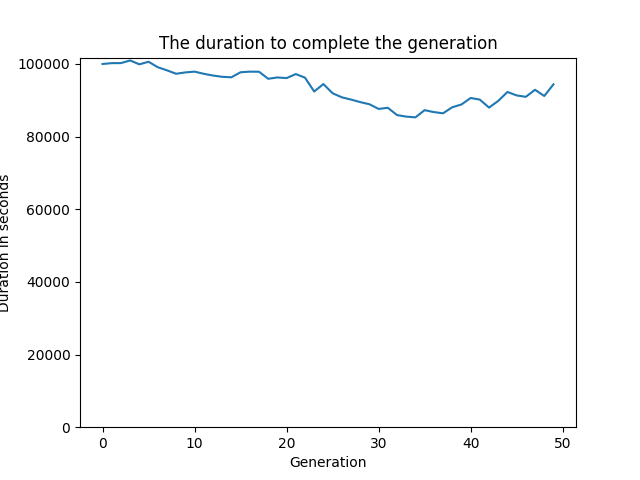 The duration to complete the generation
100000
80000
60000
40000
20000
0
Duration in seconds
0 10 20 30 40 50
Generation